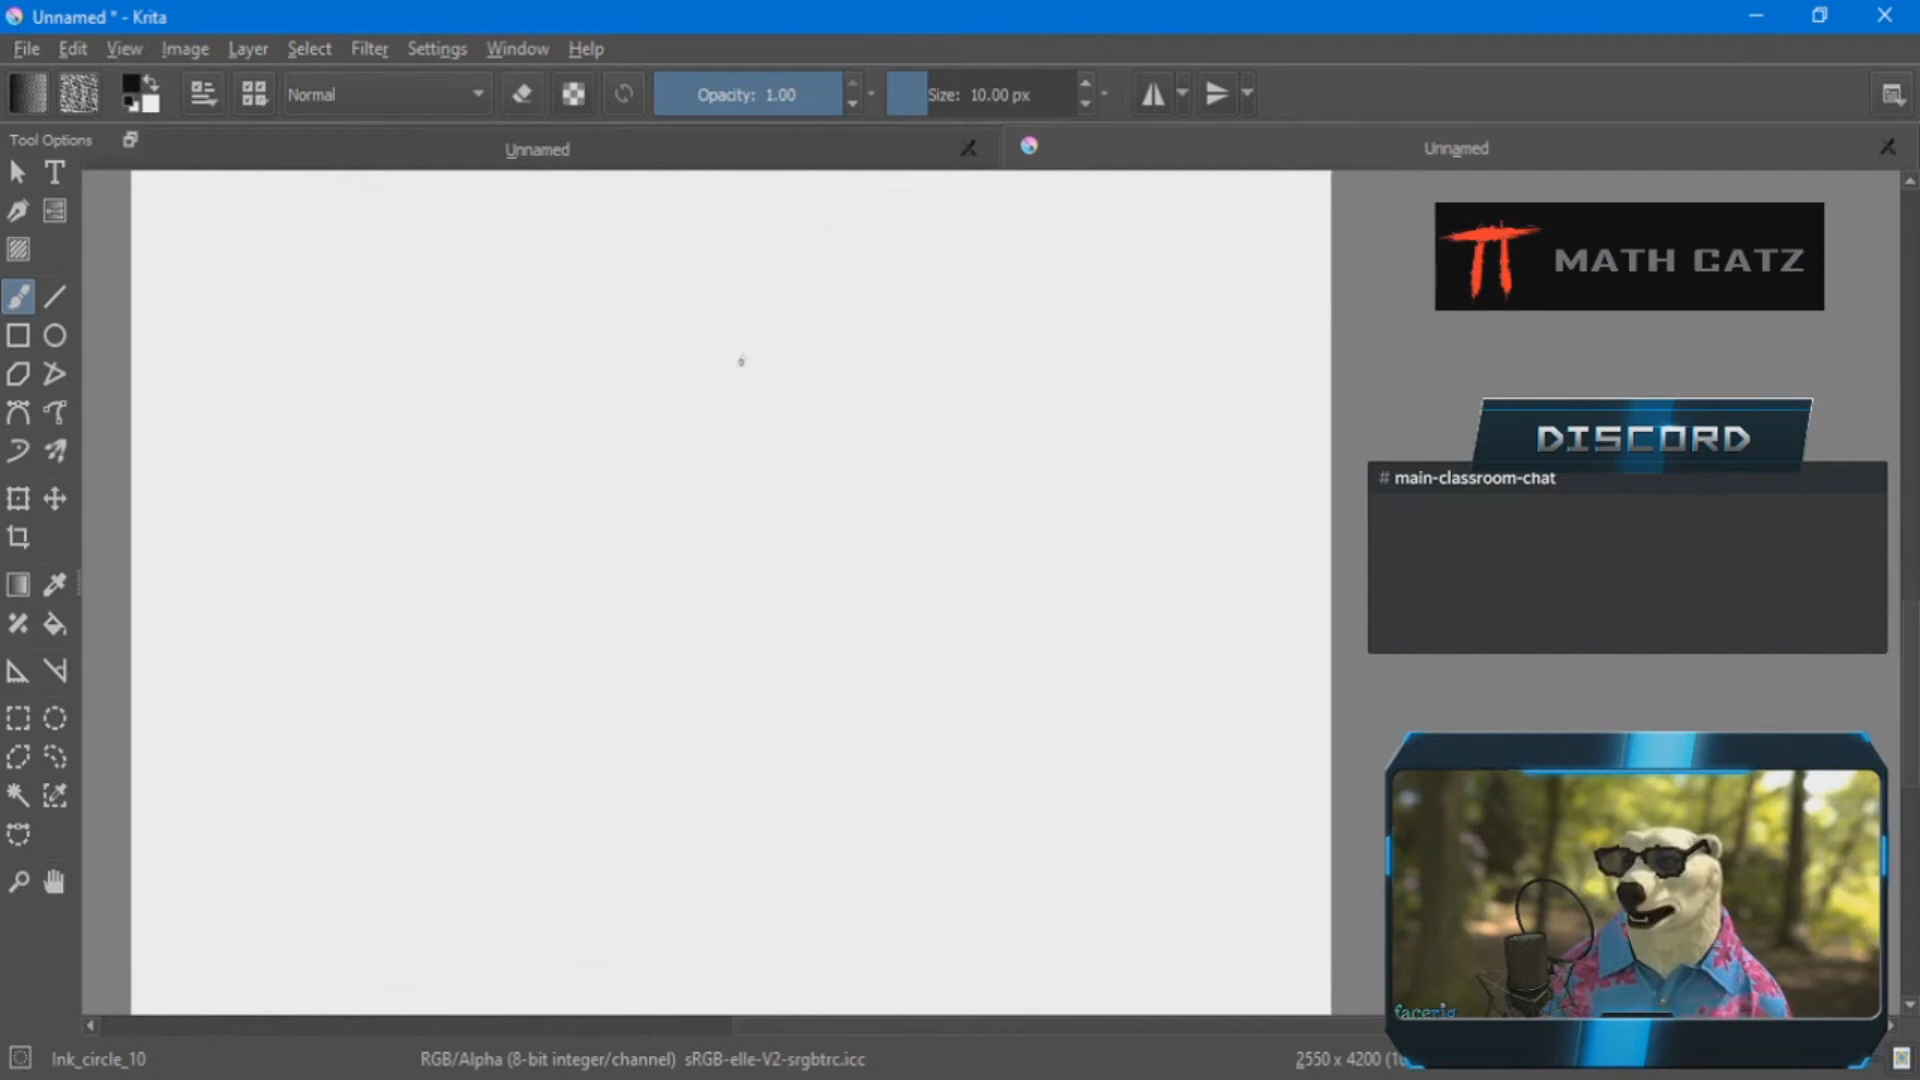 Unnamed * - Krita
File Edit View Image Layer Select Filter Settings Window Help
Normal
Opacity: 1.00
Size: 10.00 px
Tool Options
Unnamed
Unnamed
MATH CATZ
DISCORD
# main-classroom-chat
facerig
Ink_circle_10
RGB/Alpha (8-bit integer/channel) sRGB-elle-V2-srgbtrc.icc
2550 x 4200 (10